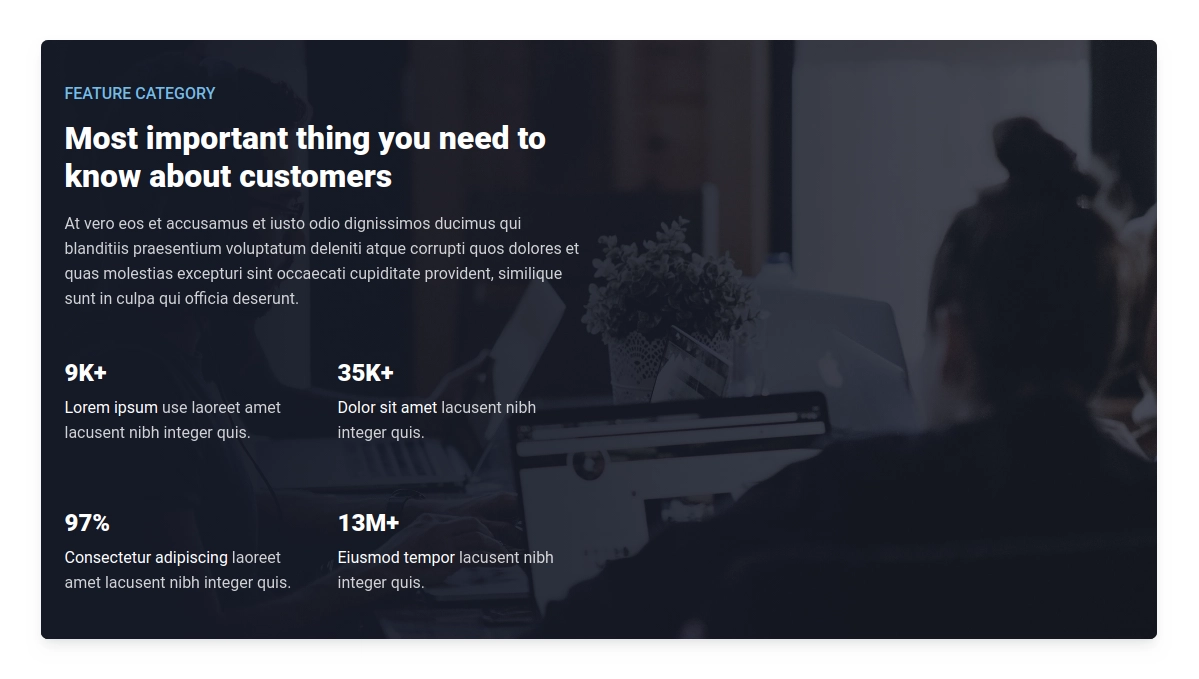 FEATURE CATEGORY
Most important thing you need to
know about customers
At vero eos et accusamus et iusto odio dignissimos ducimus qui
blanditiis praesentium voluptatum deleniti atque corrupti quos dolores et
quas molestias excepturi sint occaecati cupiditate provident, similique
sunt in culpa qui officia deserunt.
9K+
Lorem ipsum use laoreet amet
lacusent nibh integer quis.
35K+
Dolor sit amet lacusent nibh
integer quis.
97%
Consectetur adipiscing laoreet
amet lacusent nibh integer quis.
13M+
Eiusmod tempor lacusent nibh
integer quis.